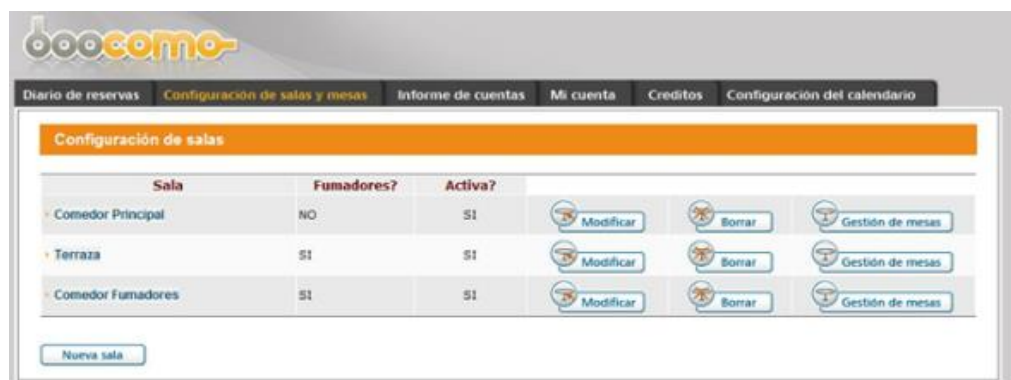 boocomo
Diario de reservas Configuración de salas y mesas Informe de cuentas Mi cuenta Creditos Configuración del calendario
Configuración de salas
Sala Fumadores? Activa?
Comedor Principal NO SI Modificar Borrar Gestión de mesas
Terraza SI SI Modificar Borrar Gestión de mesas
Comedor Fumadores SI SI Modificar Borrar Gestión de mesas
Nueva sala